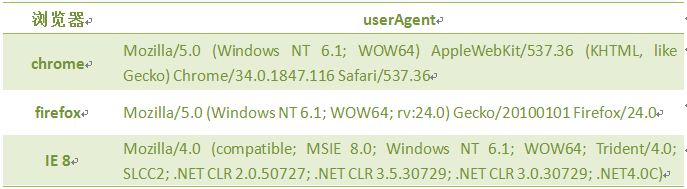 浏览器 userAgent
chrome Mozilla/5.0 (Windows NT 6.1; WOW64) AppleWebKit/537.36 (KHTML, like
Gecko) Chrome/34.0.1847.116 Safari/537.36
firefox Mozilla/5.0 (Windows NT 6.1; WOW64; rv:24.0) Gecko/20100101 Firefox/24.0
IE 8 Mozilla/4.0 (compatible; MSIE 8.0; Windows NT 6.1; WOW64; Trident/4.0;
SLCC2; .NET CLR 2.0.50727; .NET CLR 3.5.30729; .NET CLR 3.0.30729; .NET4.0C)